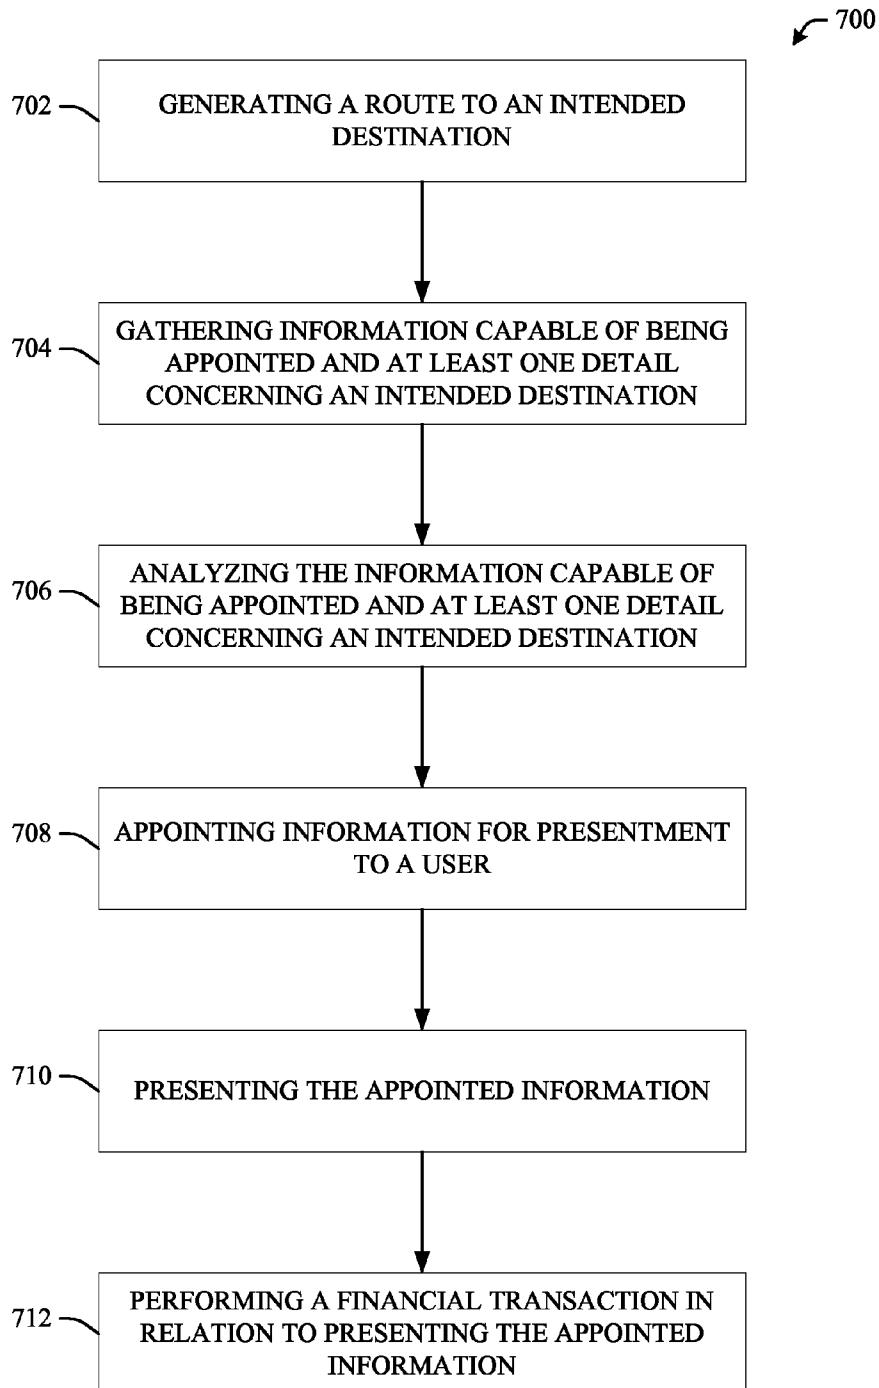 700
702
GENERATING A ROUTE TO AN INTENDED
DESTINATION
704
GATHERING INFORMATION CAPABLE OF BEING
APPOINTED AND AT LEAST ONE DETAIL
CONCERNING AN INTENDED DESTINATION
706
ANALYZING THE INFORMATION CAPABLE OF
BEING APPOINTED AND AT LEAST ONE DETAIL
CONCERNING AN INTENDED DESTINATION
708
APPOINTING INFORMATION FOR PRESENTMENT
TO A USER
710
PRESENTING THE APPOINTED INFORMATION
712
PERFORMING A FINANCIAL TRANSACTION IN
RELATION TO PRESENTING THE APPOINTED
INFORMATION